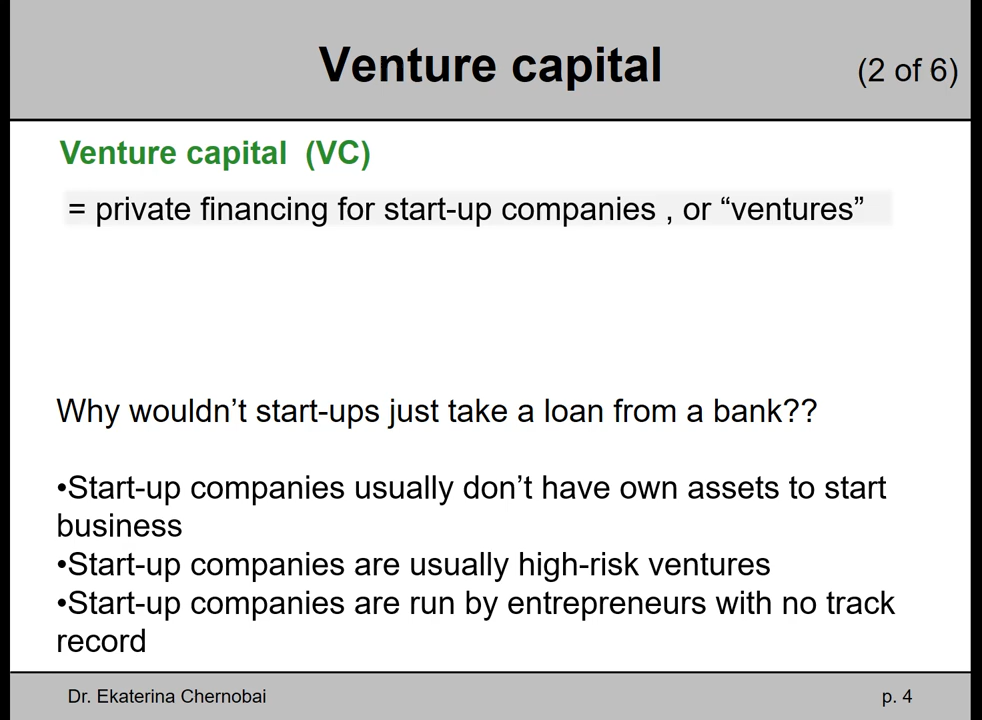 Venture capital
(2 of 6)
Venture capital  (VC)
= private financing for start-up companies , or “ventures”
Why wouldn’t start-ups just take a loan from a bank??
•Start-up companies usually don’t have own assets to start
business
•Start-up companies are usually high-risk ventures
•Start-up companies are run by entrepreneurs with no track
record
Dr. Ekaterina Chernobai
p. 4